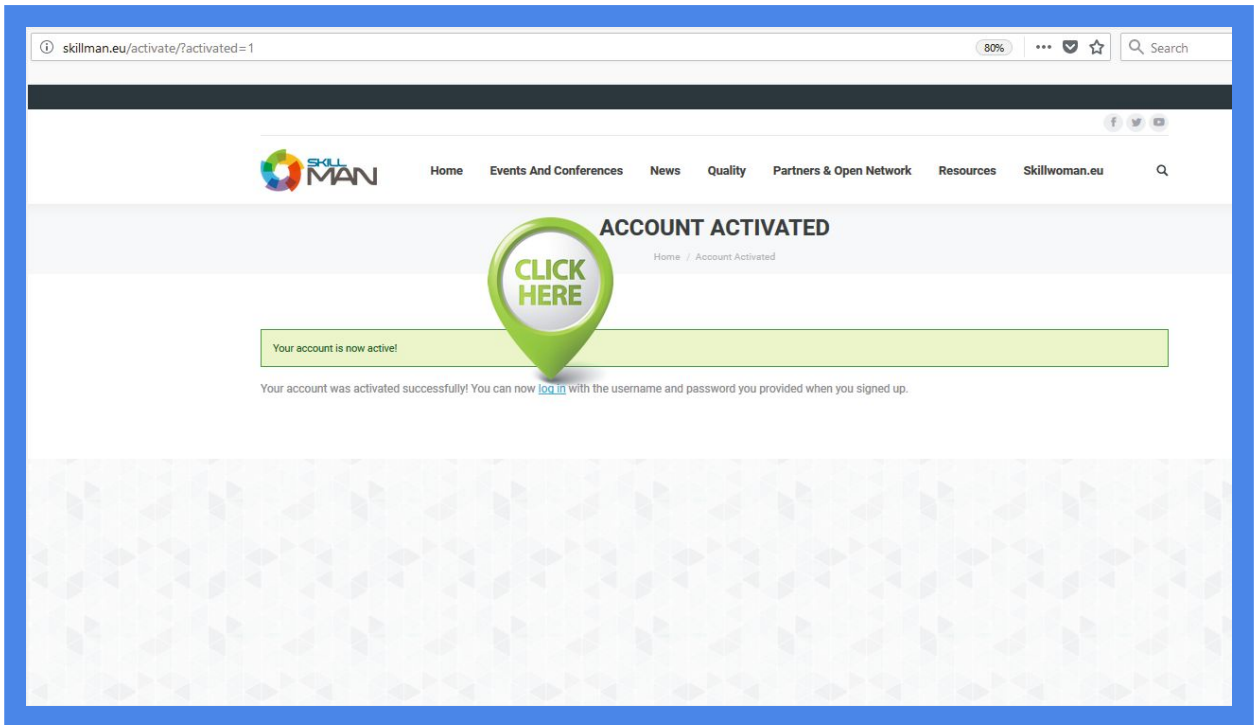 skillman.eu/activate/?activated=1
80%
Search
SKILL
MAN
Home
Events And Conferences
News
Quality
Partners & Open Network
Resources
Skillwoman.eu
ACCOUNT ACTIVATED
Home / Account Activated
CLICK
HERE
Your account is now active!
Your account was activated successfully! You can now log in with the username and password you provided when you signed up.